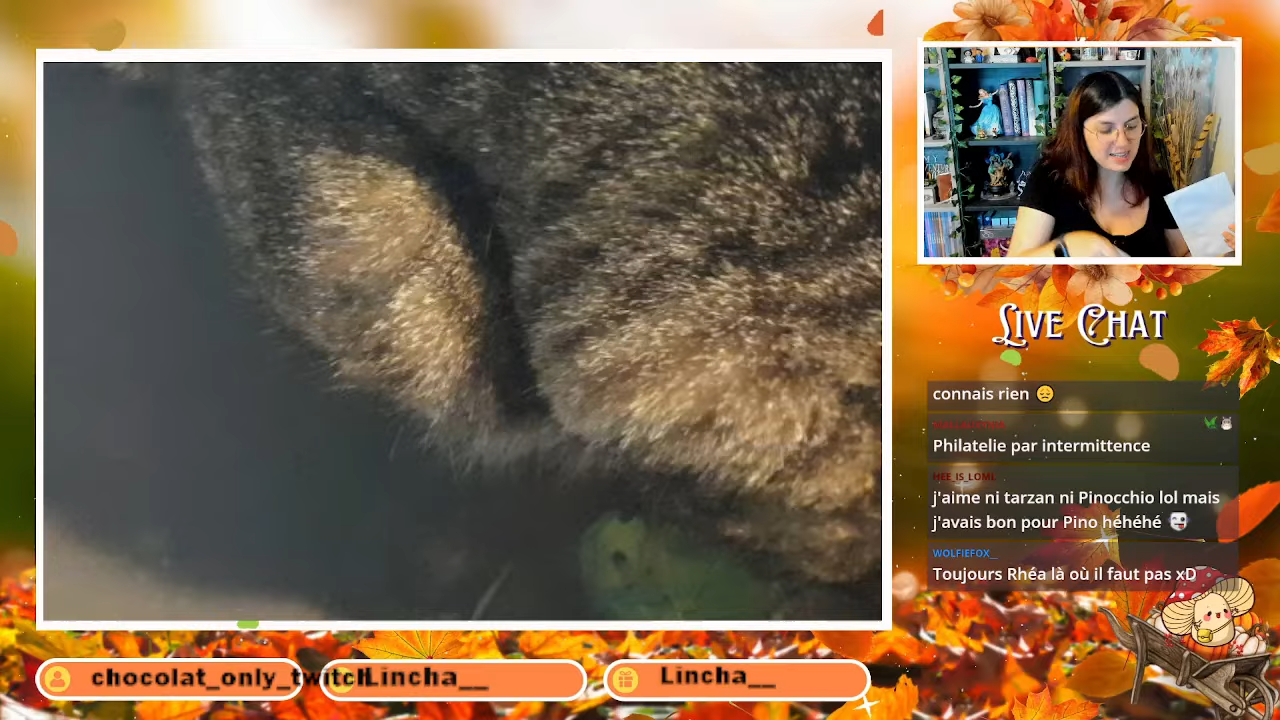 Live Chat
connais rien
Philatelie par intermittence
HEE_IS_LOML
j'aime ni tarzan ni Pinocchio lol mais
j'avais bon pour Pino héhéhé
WOLFIEFOX__
Toujours Rhéa là où il faut pas xD
chocolat_only_twitch
Lincha__
Lincha__